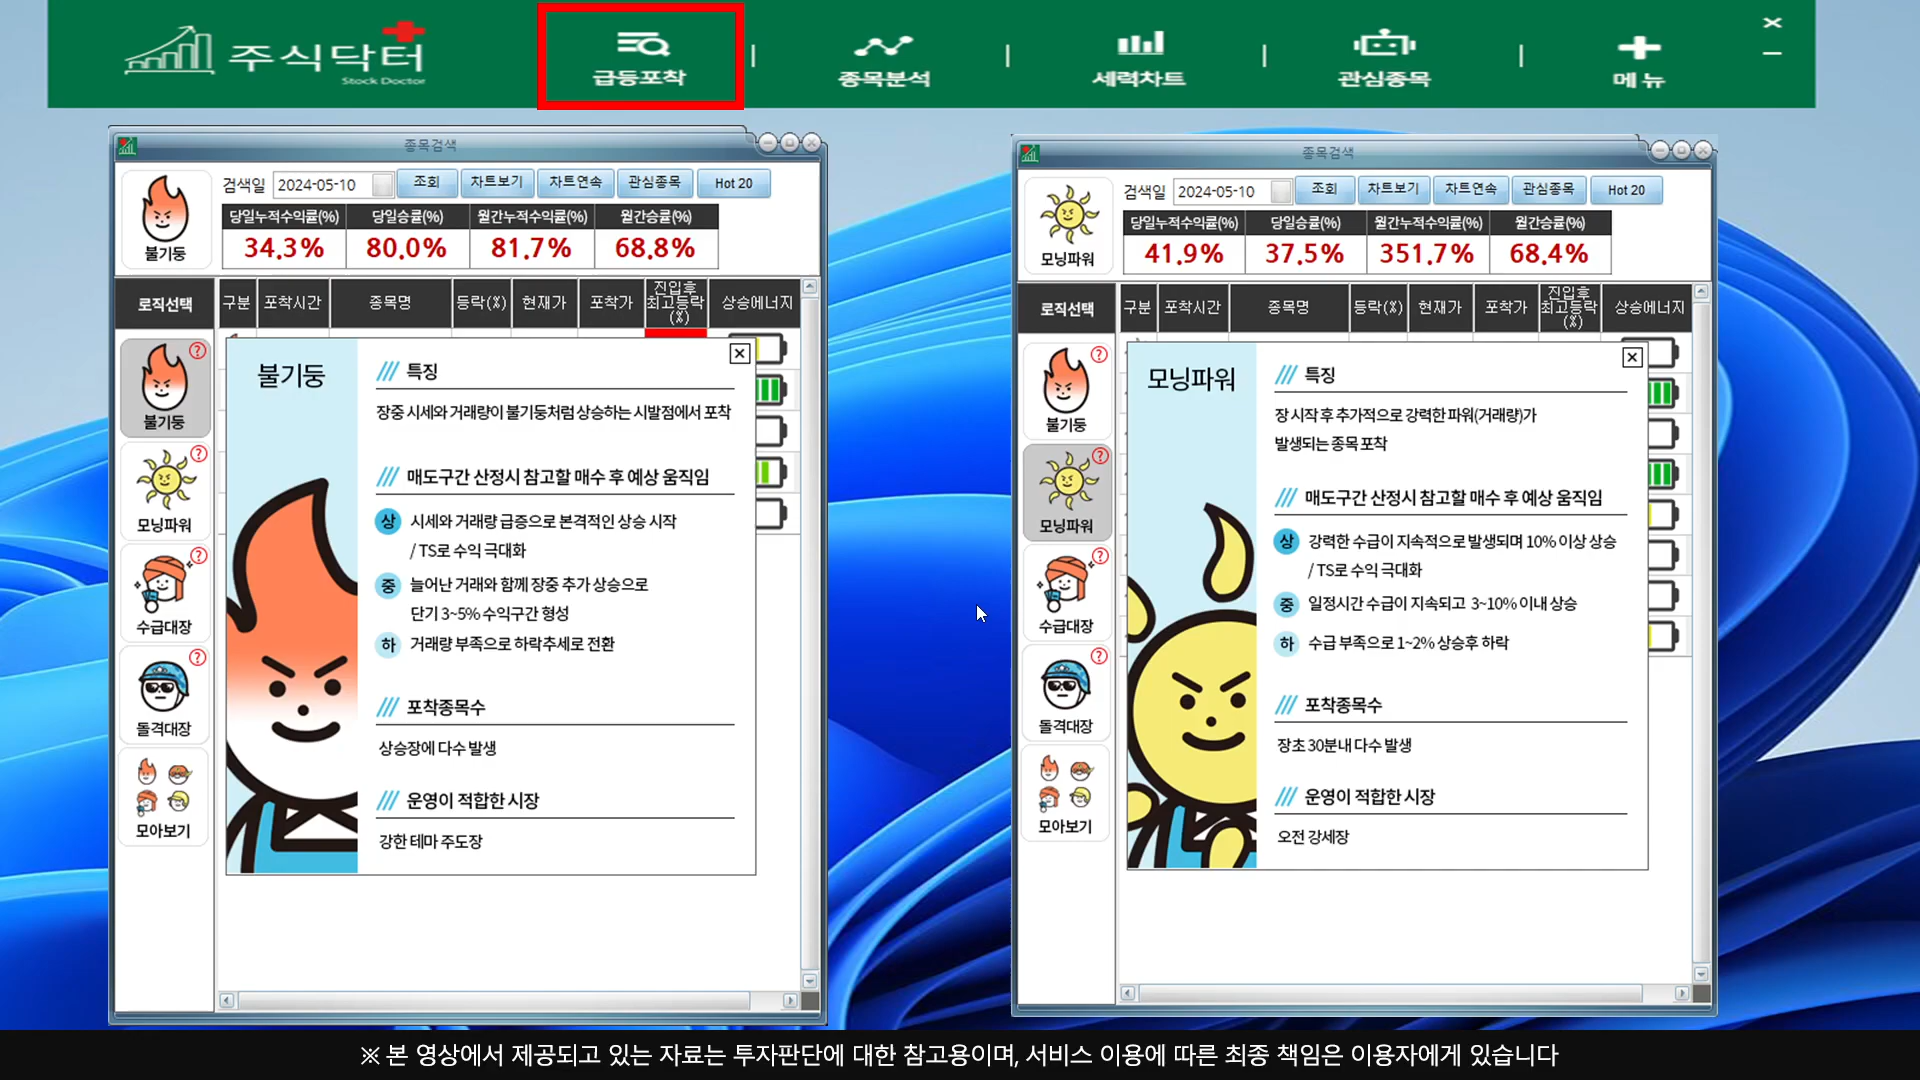 주식닥터
Stock Doctor
급등포착
종목분석
세력차트
관심종목
메뉴
종목검색
불기둥
검색일 2024-05-10 조회 차트보기 차트연속 관심종목 Hot 20
당일누적수익률(%) 당일승률(%) 월간누적수익률(%) 월간승률(%)
34.3% 80.0% 81.7% 68.8%
로직선택 구분 포착시간 종목명 등락(%) 현재가 포착가 진입후 최고등락 (%) 상승에너지
불기둥
모닝파워
수급대장
돌격대장
모아보기
불기둥
/// 특징
장중 시세와 거래량이 불기둥처럼 상승하는 시발점에서 포착
/// 매도구간 산정시 참고할 매수 후 예상 움직임
상 시세와 거래량 급증으로 본격적인 상승 시작
/ TS로 수익 극대화
중 늘어난 거래와 함께 장중 추가 상승으로
단기 3~5% 수익구간 형성
하 거래량 부족으로 하락추세로 전환
/// 포착종목수
상승장에 다수 발생
/// 운영이 적합한 시장
강한 테마 주도장
종목검색
모닝파워
검색일 2024-05-10 조회 차트보기 차트연속 관심종목 Hot 20
당일누적수익률(%) 당일승률(%) 월간누적수익률(%) 월간승률(%)
41.9% 37.5% 351.7% 68.4%
로직선택 구분 포착시간 종목명 등락(%) 현재가 포착가 진입후 최고등락 (%) 상승에너지
불기둥
모닝파워
수급대장
돌격대장
모아보기
모닝파워
/// 특징
장 시작 후 추가적으로 강력한 파워(거래량)가
발생되는 종목 포착
/// 매도구간 산정시 참고할 매수 후 예상 움직임
상 강력한 수급이 지속적으로 발생되며 10% 이상 상승
/ TS로 수익 극대화
중 일정시간 수급이 지속되고 3~10% 이내 상승
하 수급 부족으로 1~2% 상승후 하락
/// 포착종목수
장초 30분내 다수 발생
/// 운영이 적합한 시장
오전 강세장
※ 본 영상에서 제공되고 있는 자료는 투자판단에 대한 참고용이며, 서비스 이용에 따른 최종 책임은 이용자에게 있습니다